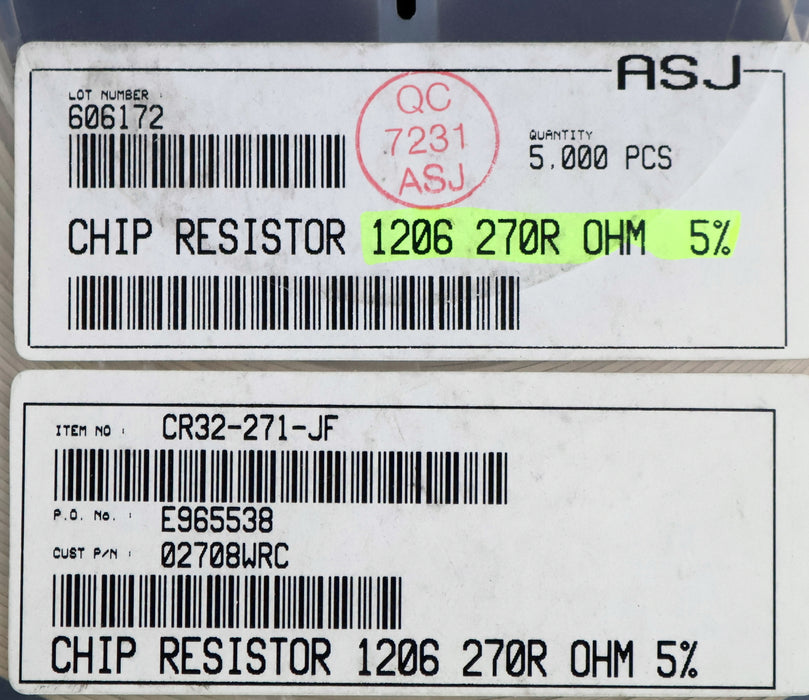 ASJ
LOT NUMBER :
606172
QC
7231
ASJ
QUANTITY
5,000 PCS
CHIP RESISTOR 1206 270R OHM 5%
ITEM NO : CR32-271-JF
P.O. No. : E965538
CUST P/N : 02708WRC
CHIP RESISTOR 1206 270R OHM 5%